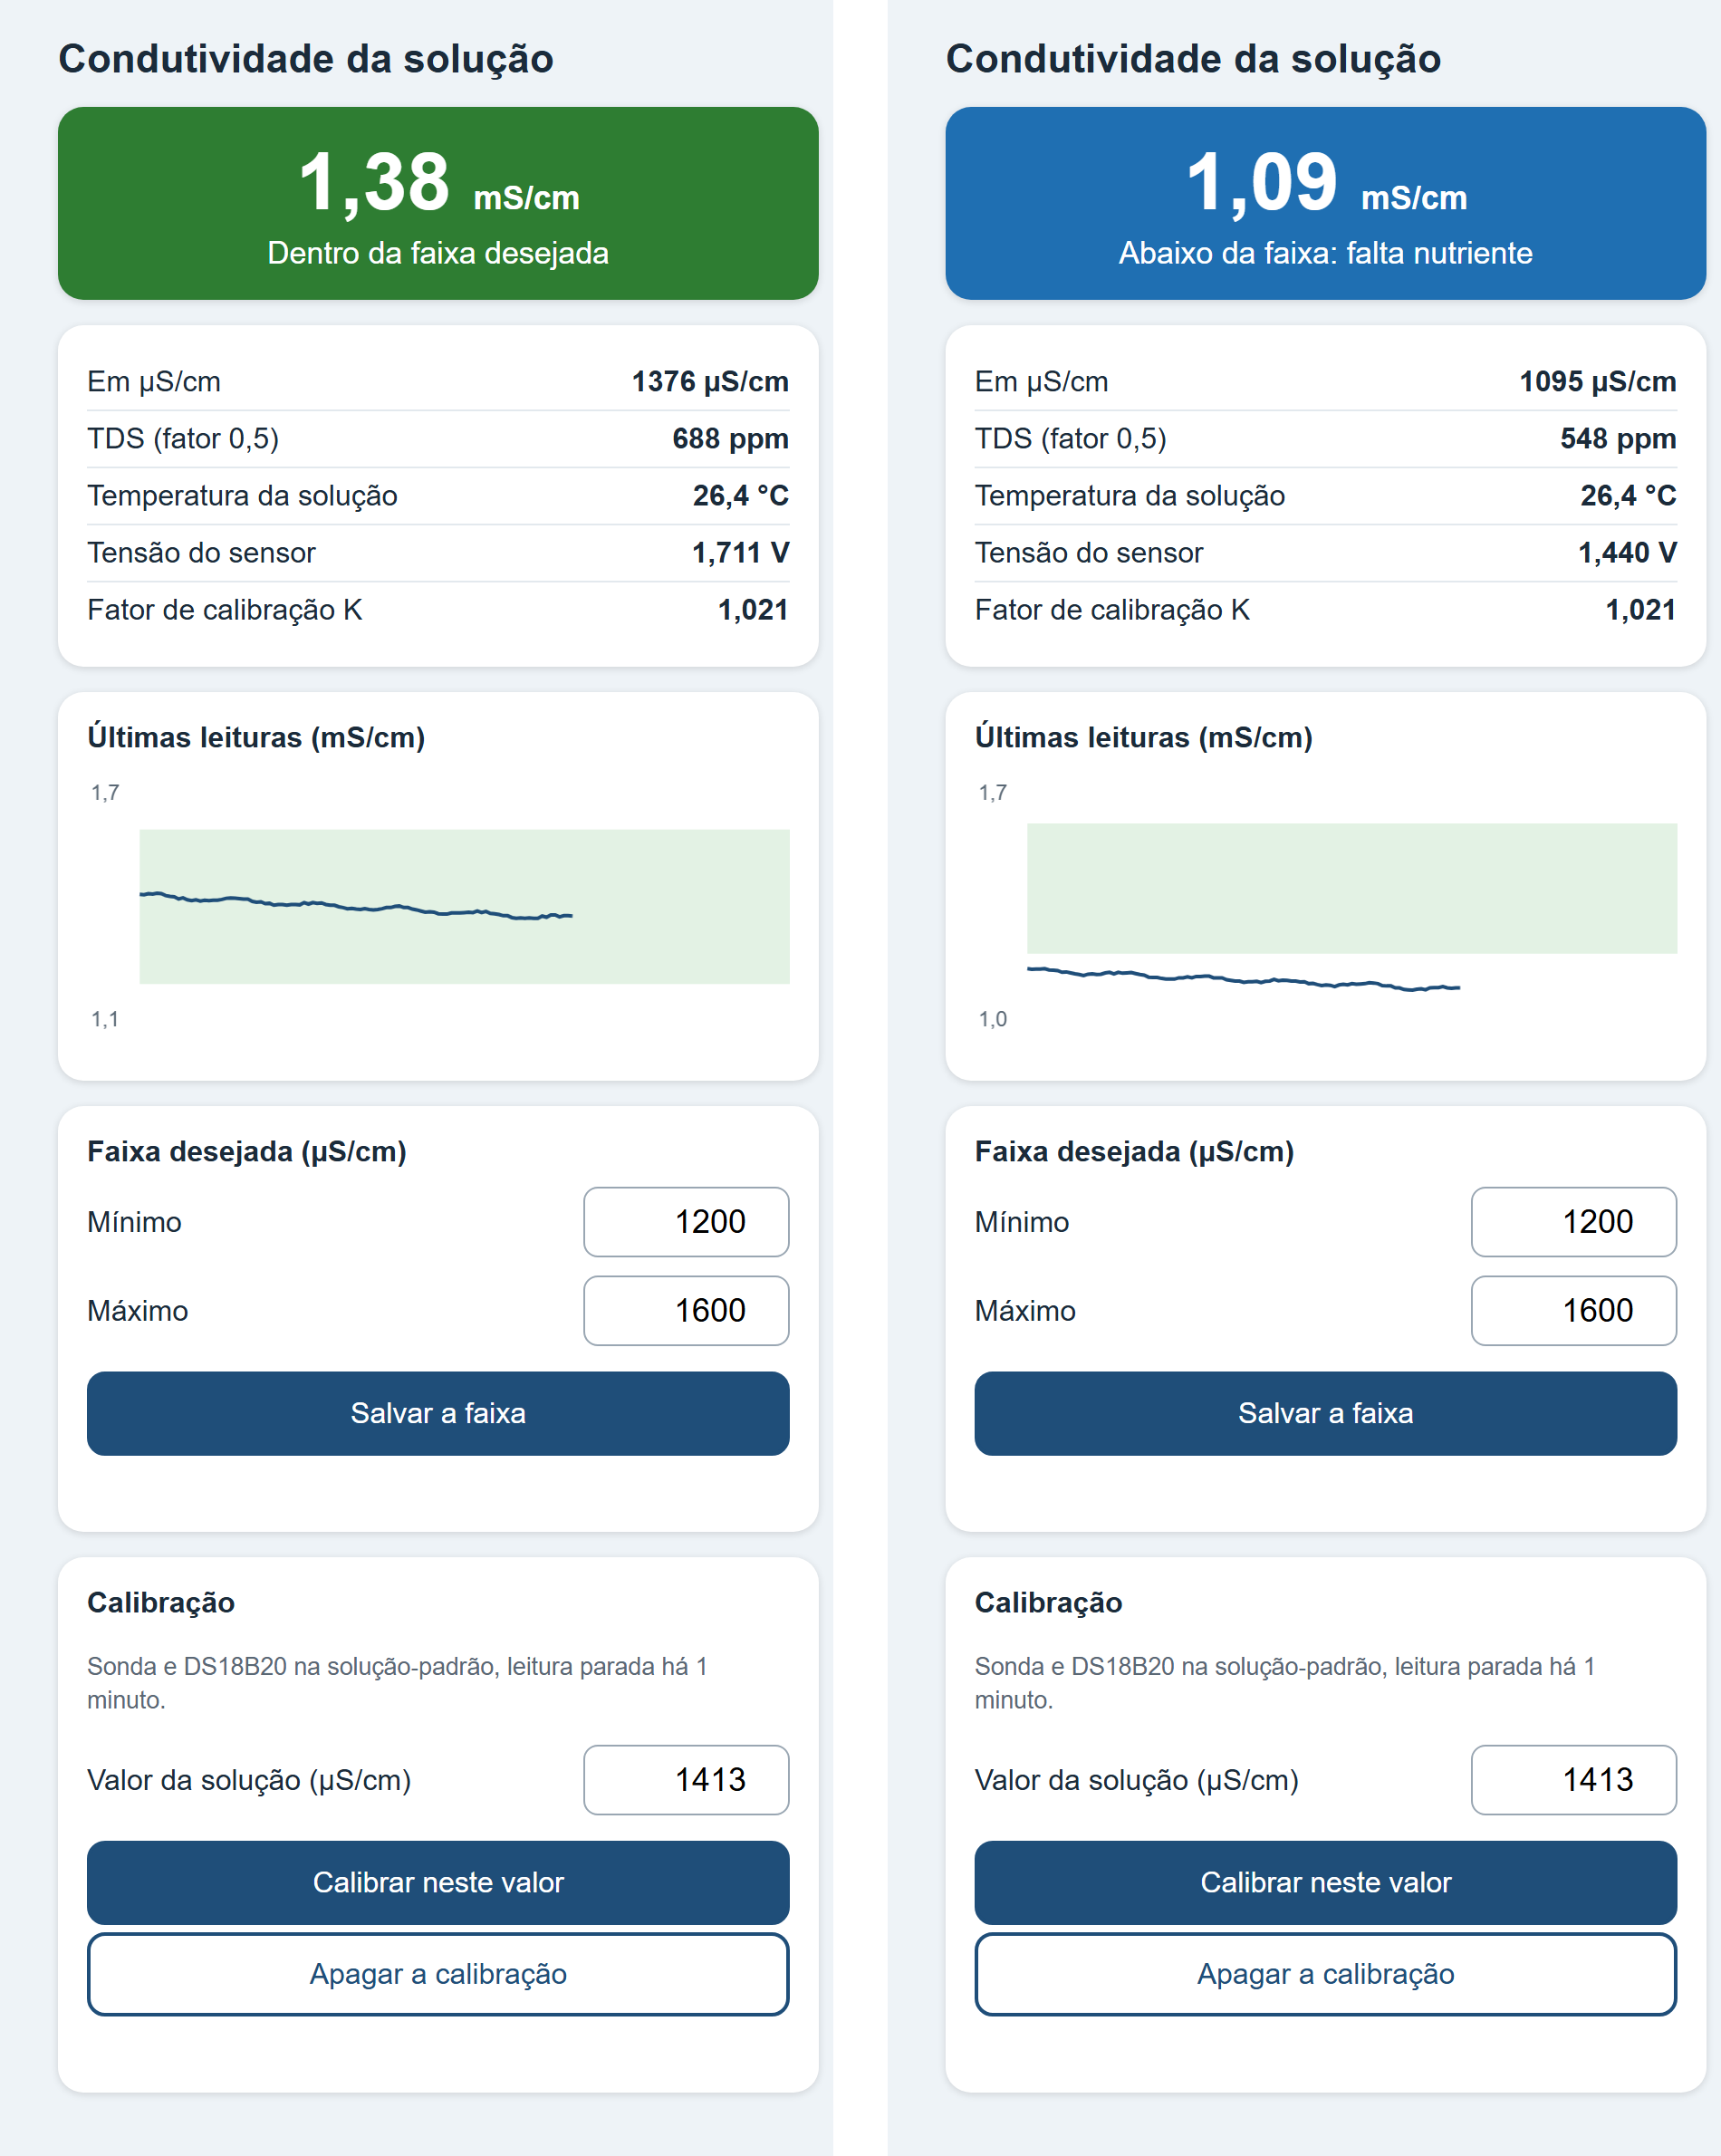 Condutividade da solução
1,38 mS/cm
Dentro da faixa desejada
Em µS/cm 1376 µS/cm
TDS (fator 0,5) 688 ppm
Temperatura da solução 26,4 °C
Tensão do sensor 1,711 V
Fator de calibração K 1,021
Últimas leituras (mS/cm)
1,7
1,1
Faixa desejada (µS/cm)
Mínimo 1200
Máximo 1600
Salvar a faixa
Calibração
Sonda e DS18B20 na solução-padrão, leitura parada há 1
minuto.
Valor da solução (µS/cm) 1413
Calibrar neste valor
Apagar a calibração
Condutividade da solução
1,09 mS/cm
Abaixo da faixa: falta nutriente
Em µS/cm 1095 µS/cm
TDS (fator 0,5) 548 ppm
Temperatura da solução 26,4 °C
Tensão do sensor 1,440 V
Fator de calibração K 1,021
Últimas leituras (mS/cm)
1,7
1,0
Faixa desejada (µS/cm)
Mínimo 1200
Máximo 1600
Salvar a faixa
Calibração
Sonda e DS18B20 na solução-padrão, leitura parada há 1
minuto.
Valor da solução (µS/cm) 1413
Calibrar neste valor
Apagar a calibração